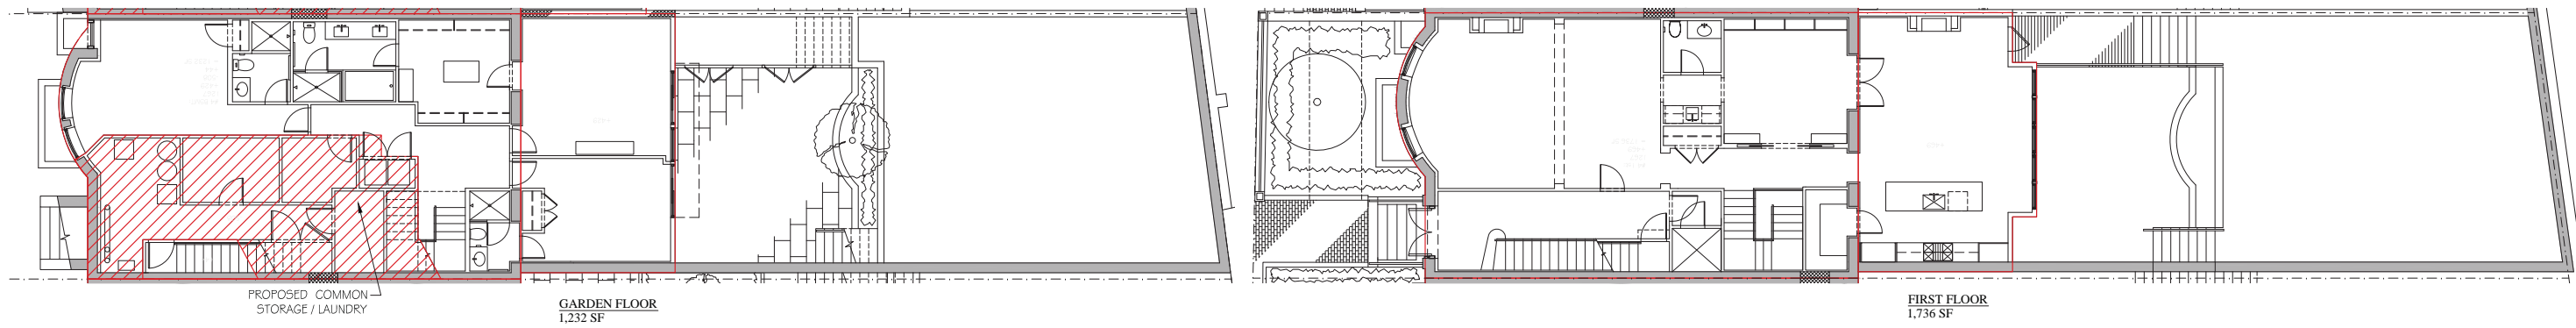 PROPOSED COMMON
STORAGE / LAUNDRY
GARDEN FLOOR
1,232 SF
FIRST FLOOR
1,736 SF